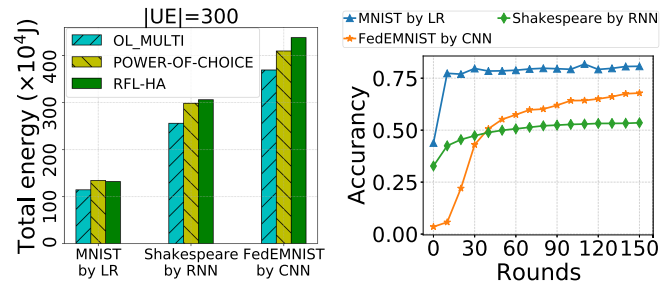 |UE|=300
Total energy (×10⁴J)
OL_MULTI
POWER-OF-CHOICE
RFL-HA
400
300
200
100
0
MNIST by LR
Shakespeare by RNN
FedEMNIST by CNN
MNIST by LR
Shakespeare by RNN
FedEMNIST by CNN
Accurancy
0.75
0.50
0.25
0.00
0 30 60 90 120 150
Rounds